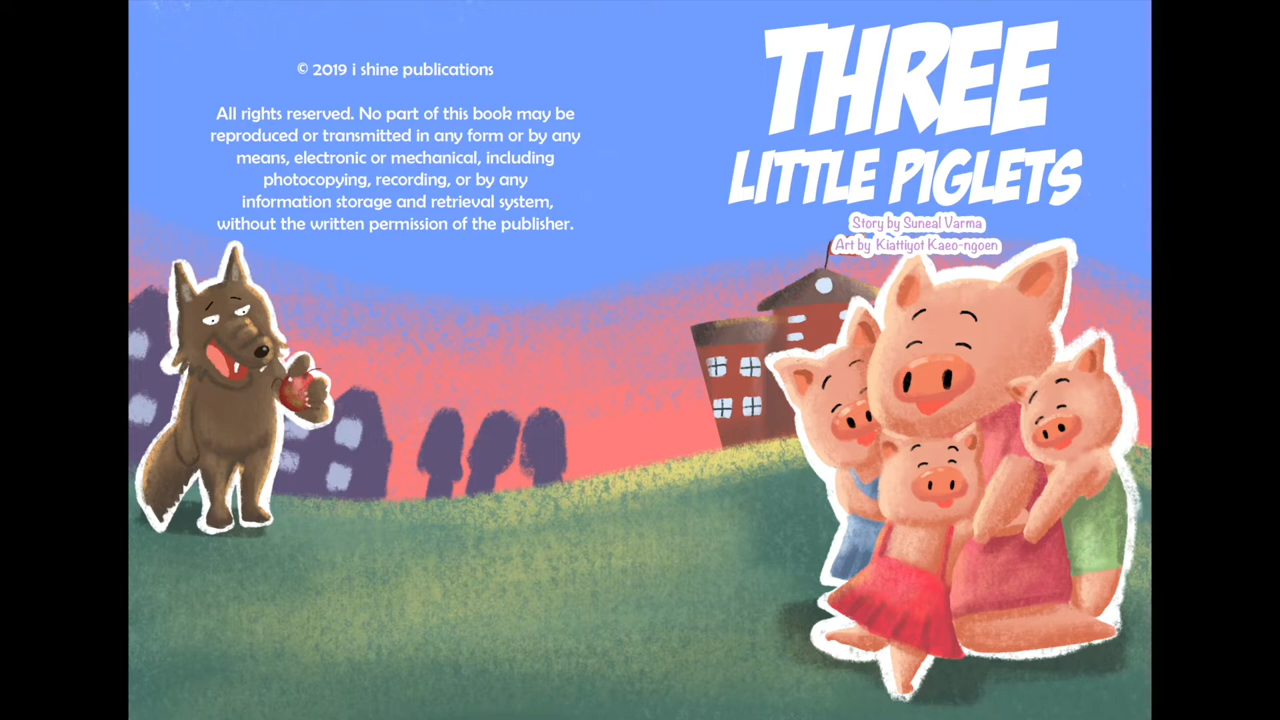 © 2019 i shine publications
All rights reserved. No part of this book may be
reproduced or transmitted in any form or by any
means, electronic or mechanical, including
photocopying, recording, or by any
information storage and retrieval system,
without the written permission of the publisher.
THREE
LITTLE PIGLETS
Story by Suneal Varma
Art by Kiattiyot Kaeo-ngoen